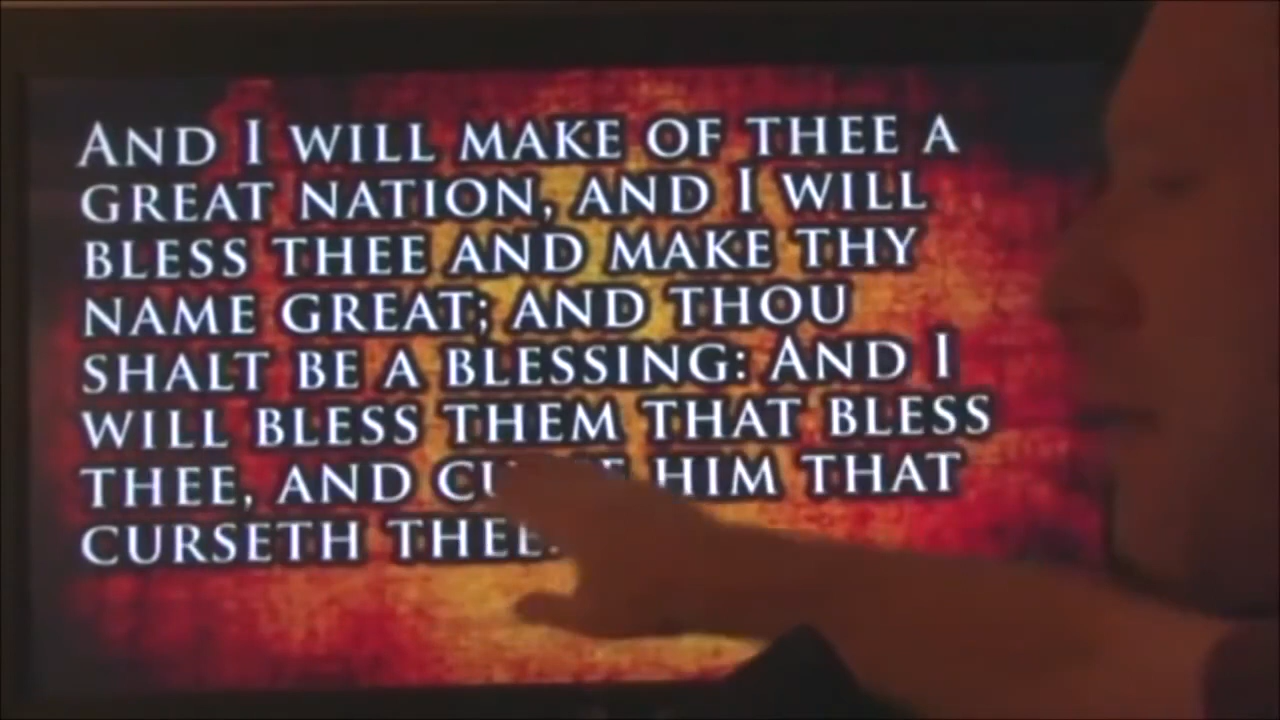 And I will make of thee a
great nation, and I will
bless thee and make thy
name great; and thou
shalt be a blessing: And I
will bless them that bless
thee, and him that
curseth thee.